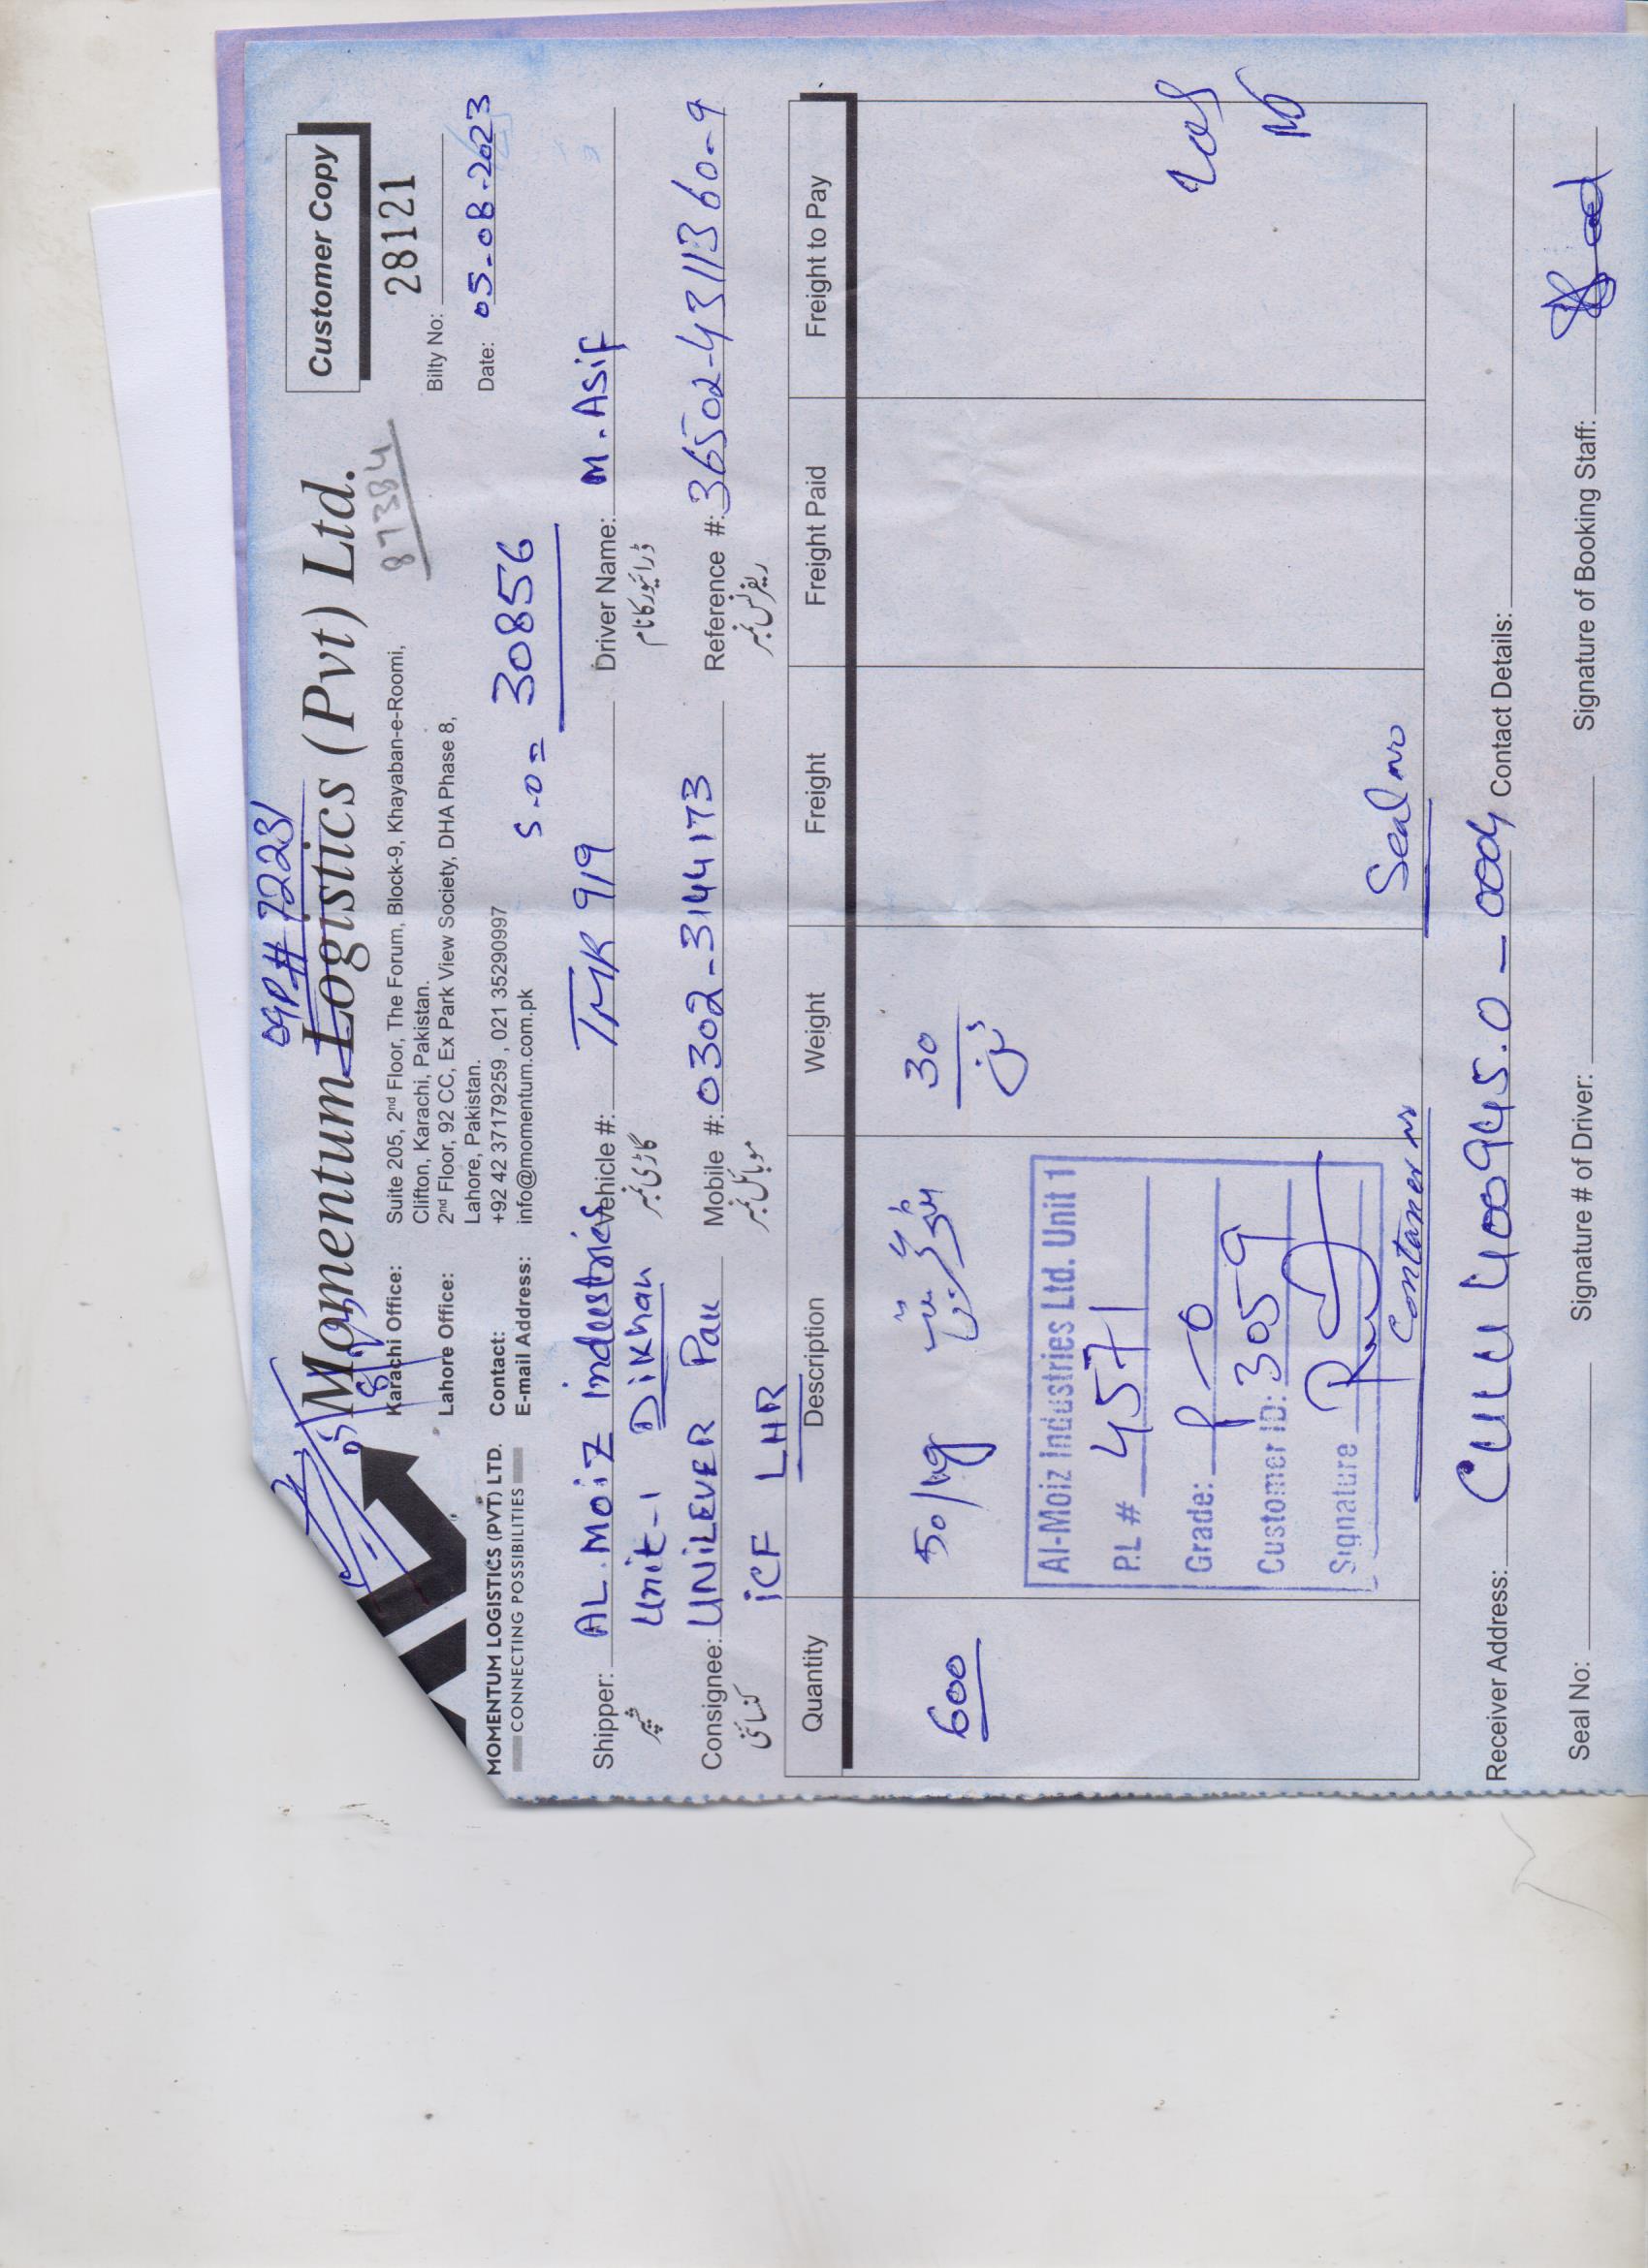 OGP# 72231
Momentum Logistics (Pvt) Ltd.
Customer Copy
87384
Karachi Office: Suite 205, 2nd Floor, The Forum, Block-9, Khayaban-e-Roomi,
Clifton, Karachi, Pakistan.
Lahore Office: 2nd Floor, 92 CC, Ex Park View Society, DHA Phase 8,
Lahore, Pakistan.
Contact: +92 42 37179259 , 021 35290997
E-mail Address: info@momentum.com.pk
Bilty No: 28121
Date: 05-08-2023
MOMENTUM LOGISTICS (PVT) LTD.
CONNECTING POSSIBILITIES
S.O = 30856
Shipper: AL.MOiZ industries Vehicle #: TMK 919 Driver Name: M.Asif
شپر Unit-1 DiKhan گاڑی نمبر ڈرائیور کا نام
Consignee: UNiLEVER Pak Mobile #: 0302-3144173 Reference #: 36502-4311360-9
کنسائنی iCF LHR موبائل نمبر ریفرنس نمبر
Quantity Description Weight Freight Freight Paid Freight to Pay
600 50/kg 30 ٹن
Al-Moiz Industries Ltd. Unit 1
P.L # 4571
Grade: P-0
Customer ID: 3059
Signature
Container no Seal no
Receiver Address: CUUU 400945.0 - 0004 Contact Details:
Seal No: Signature # of Driver: Signature of Booking Staff: